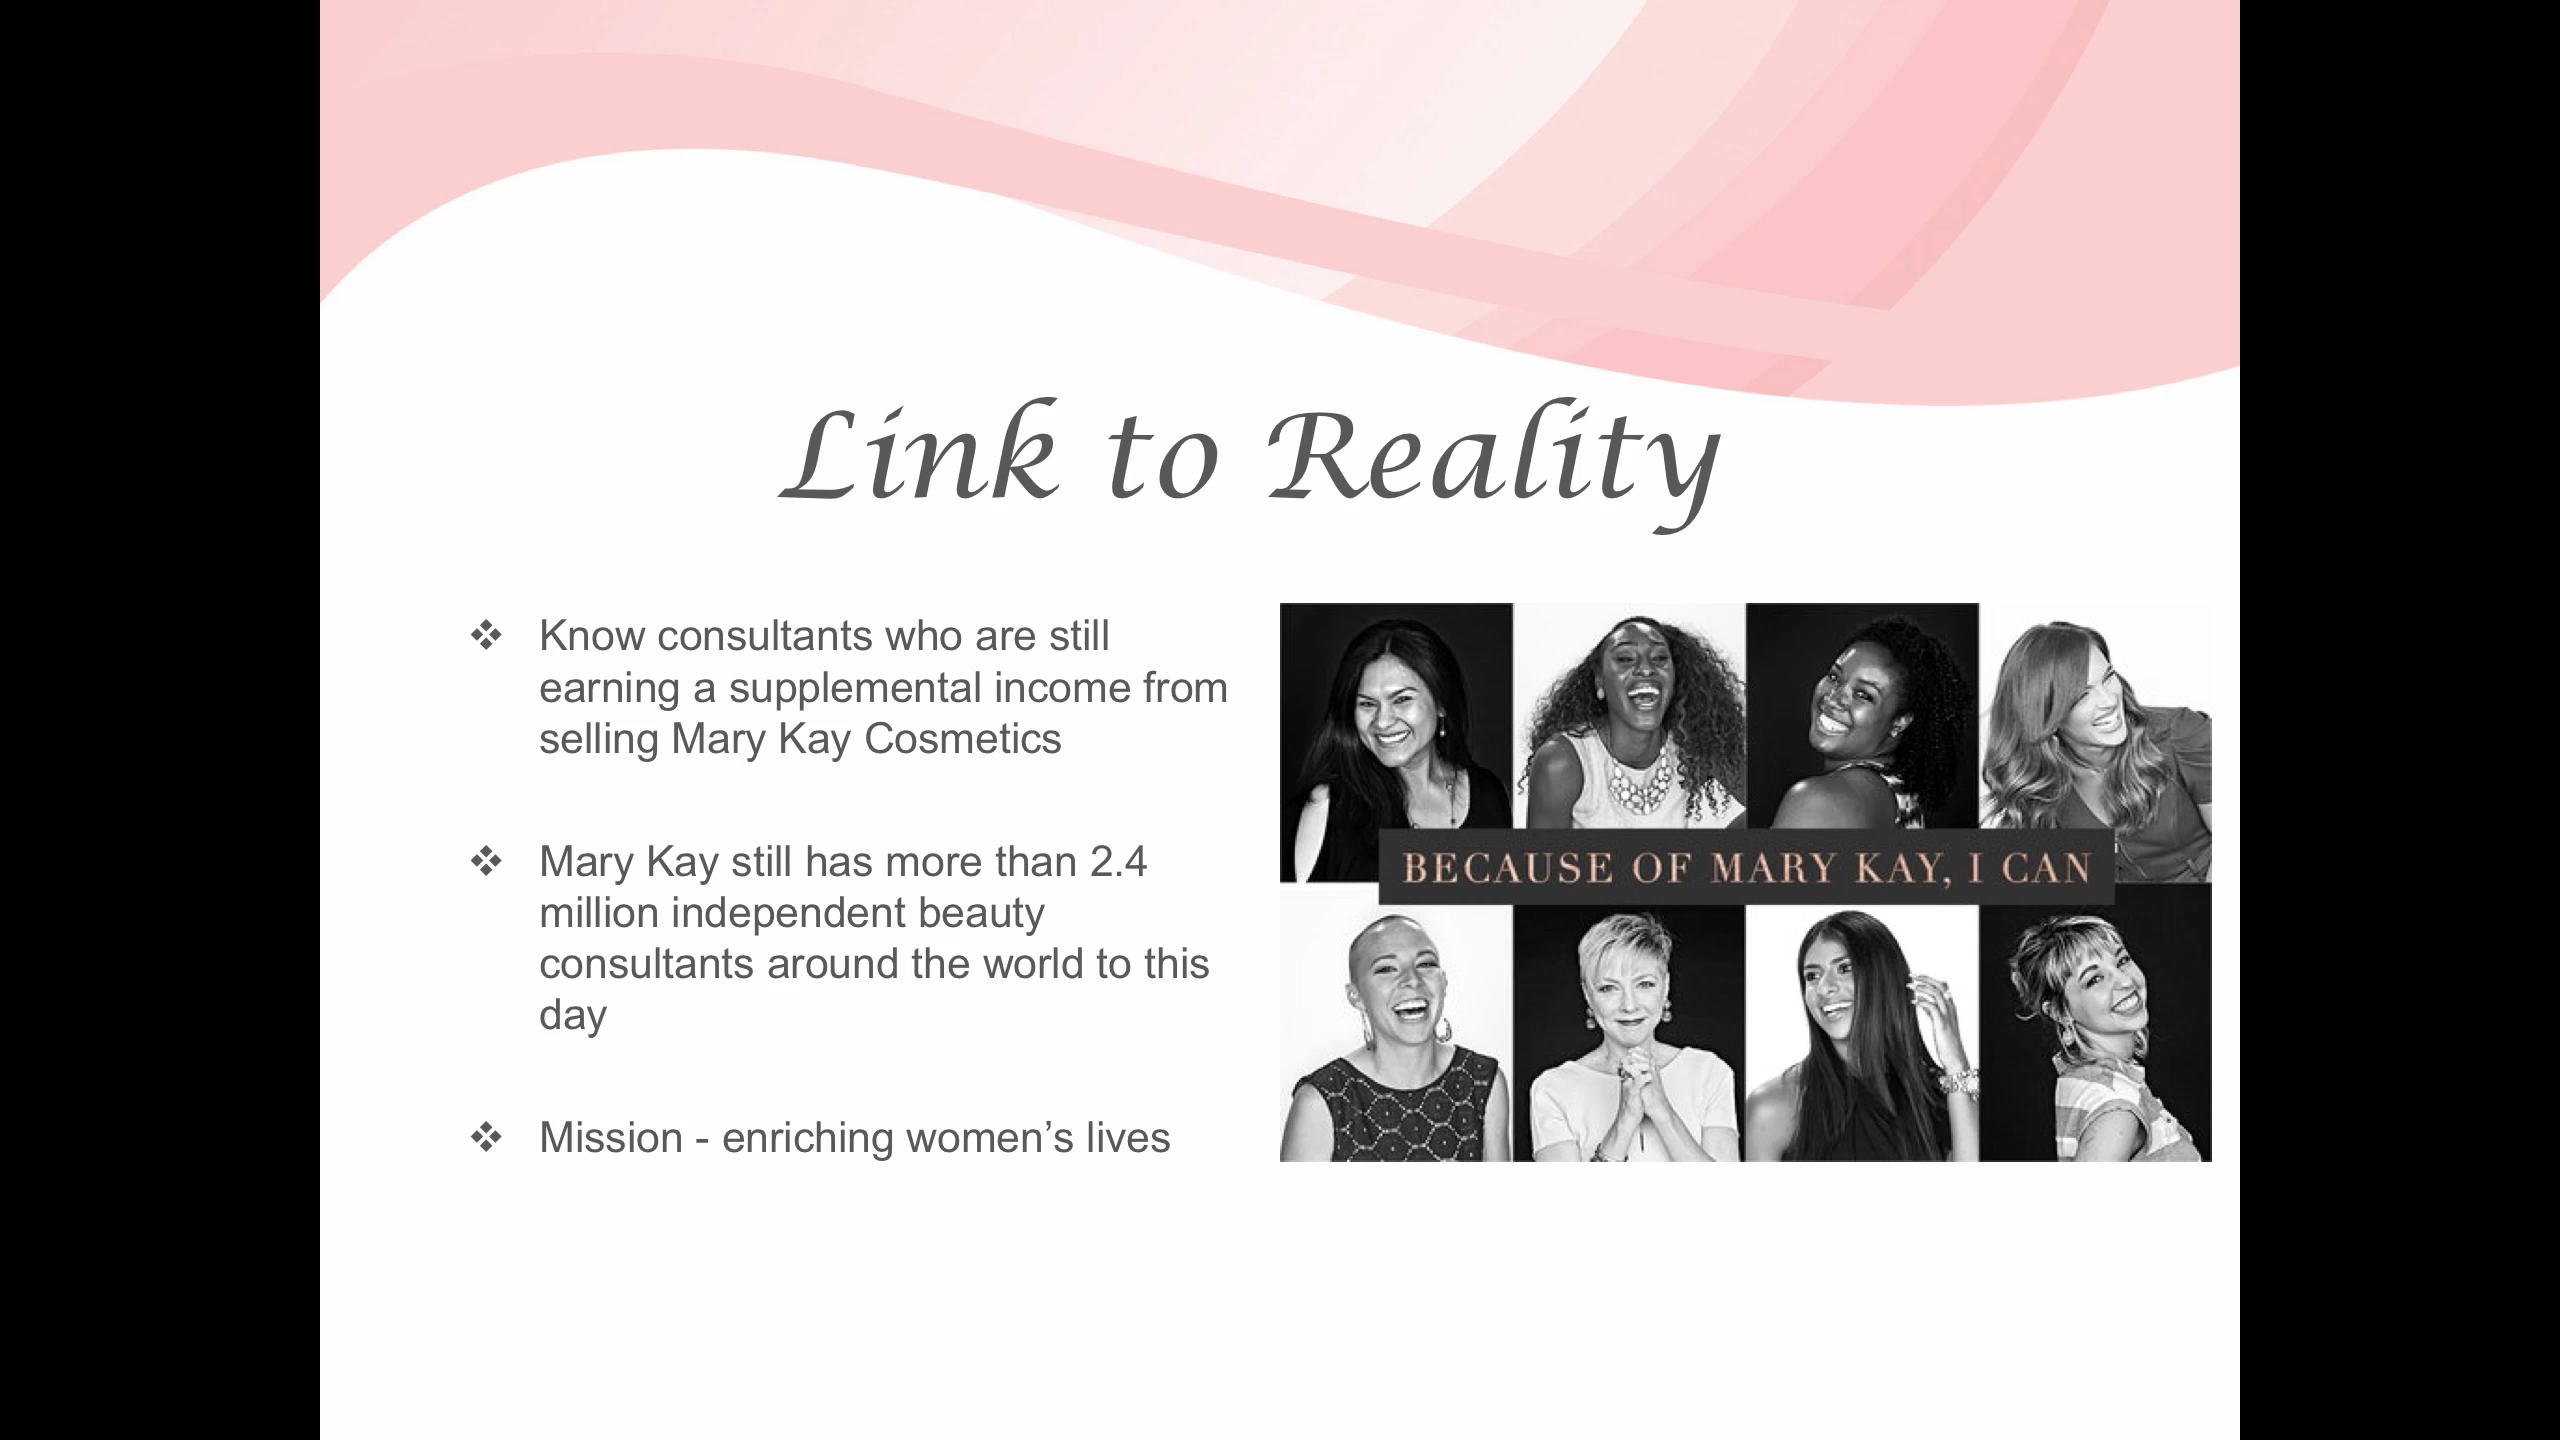 Link to Reality
❖ Know consultants who are still
earning a supplemental income from
selling Mary Kay Cosmetics
❖ Mary Kay still has more than 2.4
million independent beauty
consultants around the world to this
day
❖ Mission - enriching women’s lives
BECAUSE OF MARY KAY, I CAN